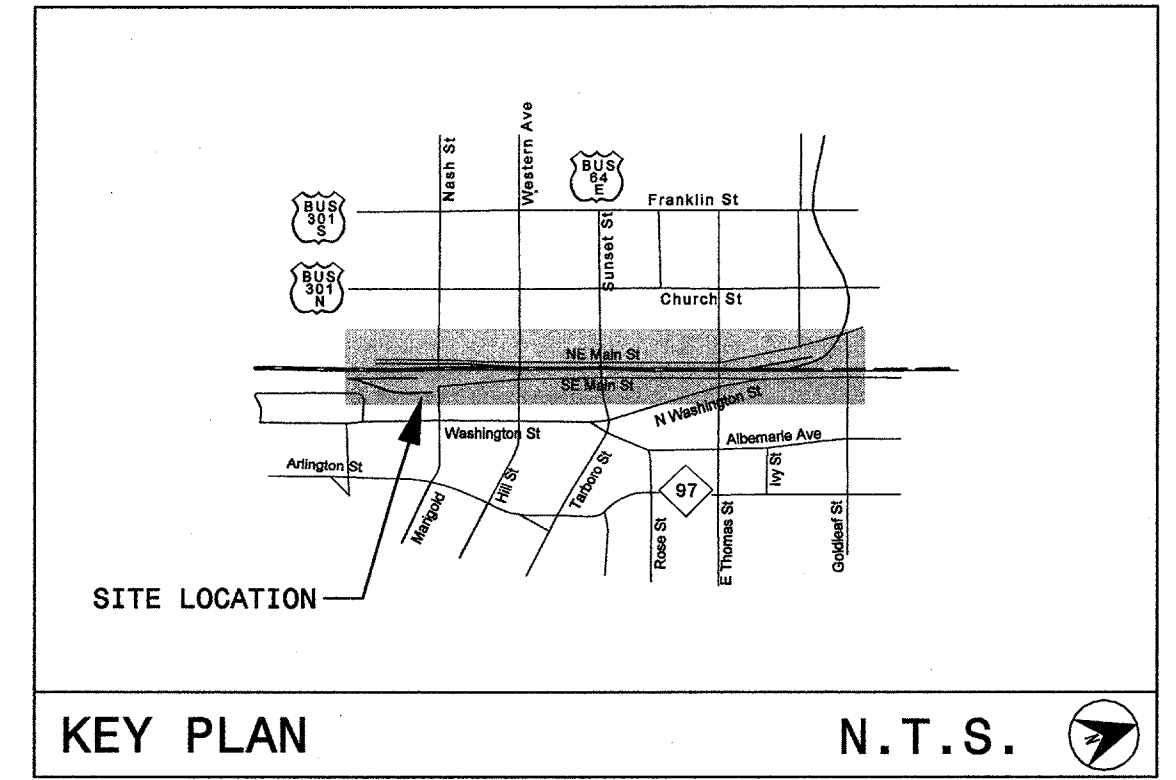 Nash St
Western Ave
BUS
64
E
BUS
301
S
Franklin St
Sunset St
BUS
301
N
Church St
NE Main St
SE Main St
N Washington St
Washington St
Albemarle Ave
Arlington St
Marigold
Hill St
Tarboro St
97
Ivy St
Rose St
E Thomas St
Goldleaf St
SITE LOCATION
KEY PLAN
N.T.S.
N